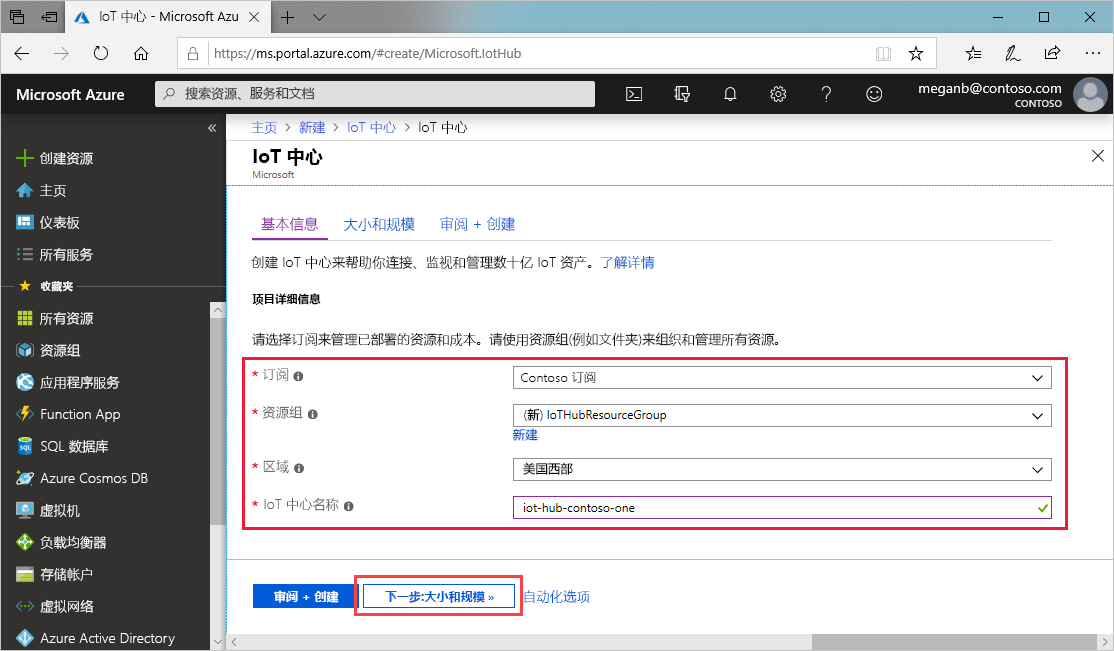 IoT 中心 - Microsoft Azu
https://ms.portal.azure.com/#create/Microsoft.IotHub
Microsoft Azure
搜索资源、服务和文档
meganb@contoso.com
CONTOSO
主页 > 新建 > IoT 中心 > IoT 中心
IoT 中心
Microsoft
创建资源
主页
仪表板
所有服务
收藏夹
所有资源
资源组
应用程序服务
Function App
SQL 数据库
Azure Cosmos DB
虚拟机
负载均衡器
存储帐户
虚拟网络
Azure Active Directory
基本信息 大小和规模 审阅 + 创建
创建 IoT 中心来帮助你连接、监视和管理数十亿 IoT 资产。了解详情
项目详细信息
请选择订阅来管理已部署的资源和成本。请使用资源组(例如文件夹)来组织和管理所有资源。
* 订阅 Contoso 订阅
* 资源组 (新) IoTHubResourceGroup
新建
* 区域 美国西部
* IoT 中心名称 iot-hub-contoso-one
审阅 + 创建 下一步:大小和规模 » 自动化选项